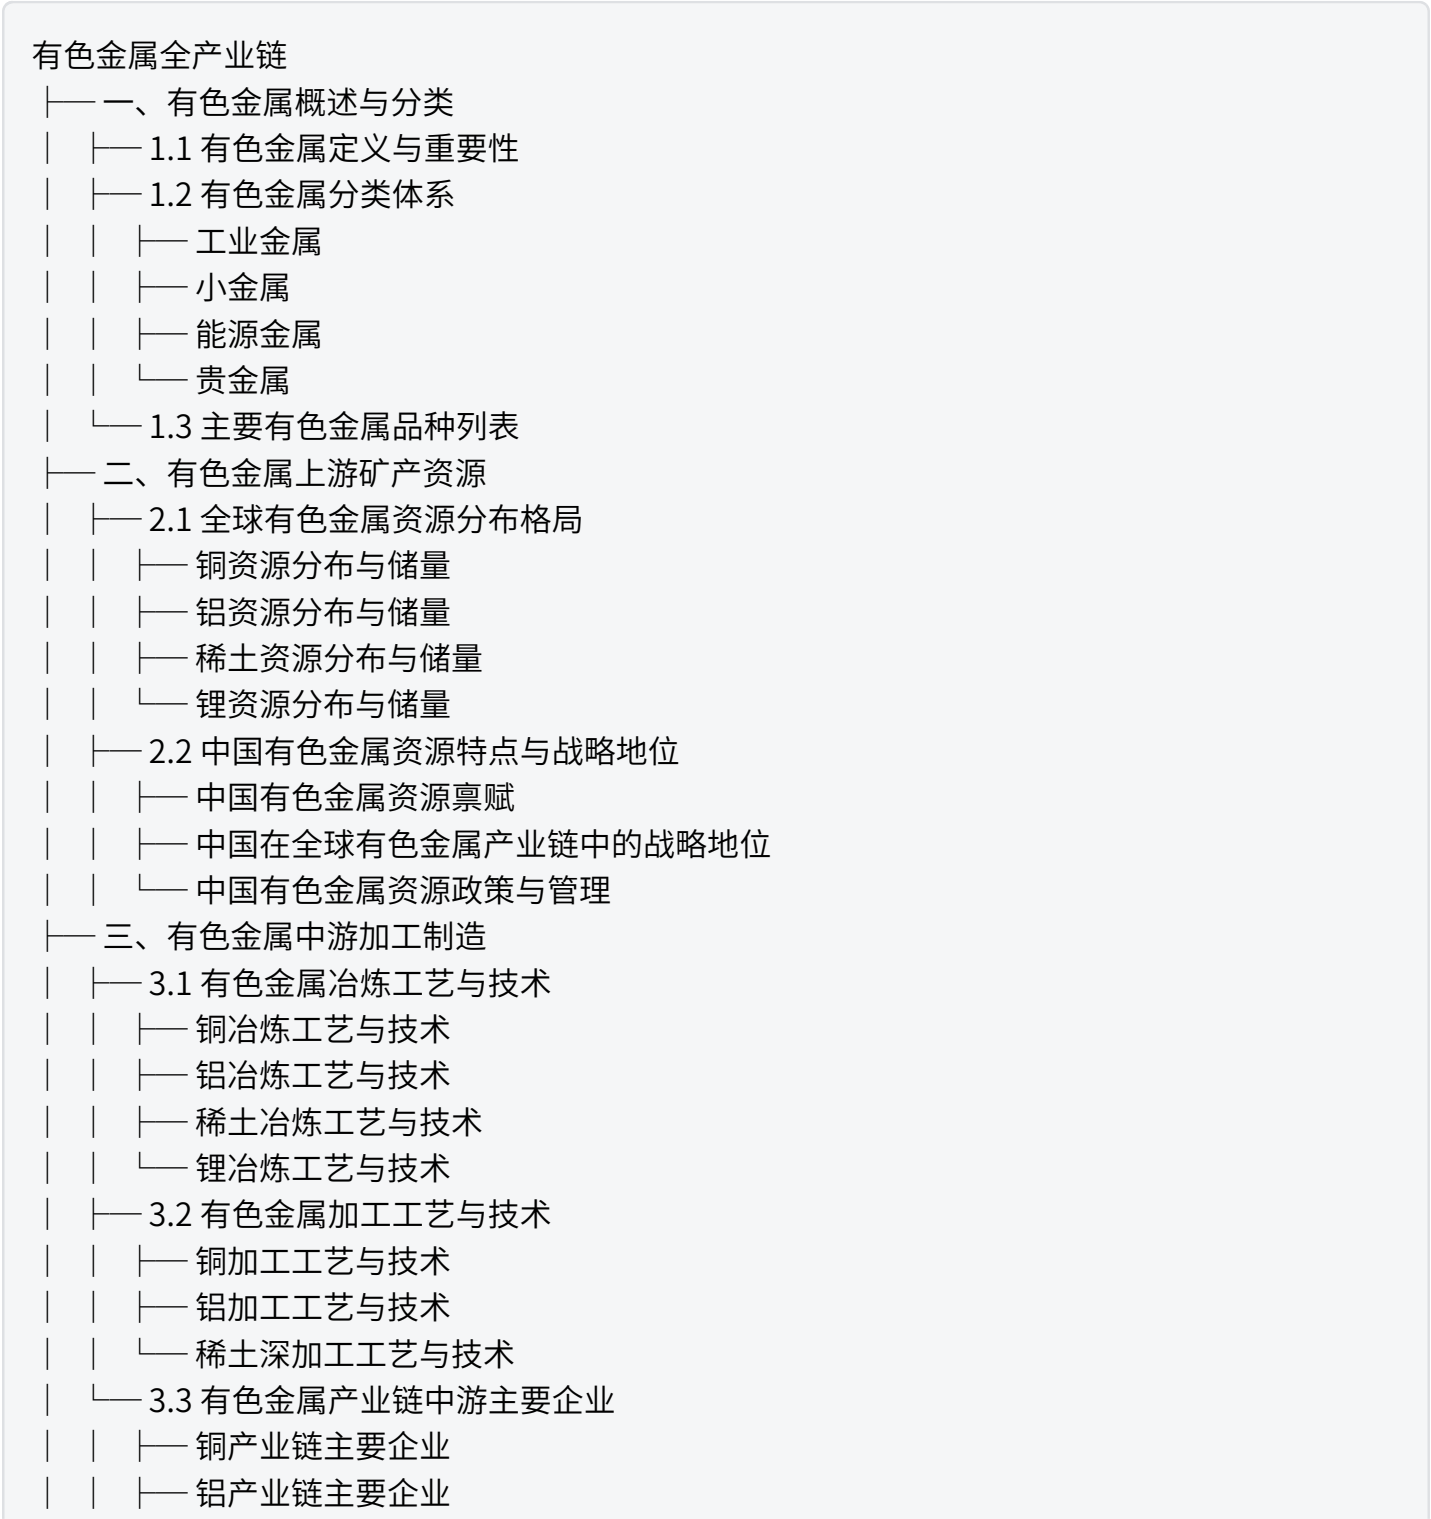 有色金属全产业链
├── 一、有色金属概述与分类
│ ├── 1.1 有色金属定义与重要性
│ ├── 1.2 有色金属分类体系
│ │ ├── 工业金属
│ │ ├── 小金属
│ │ ├── 能源金属
│ │ └── 贵金属
│ └── 1.3 主要有色金属品种列表
├── 二、有色金属上游矿产资源
│ ├── 2.1 全球有色金属资源分布格局
│ │ ├── 铜资源分布与储量
│ │ ├── 铝资源分布与储量
│ │ ├── 稀土资源分布与储量
│ │ └── 锂资源分布与储量
│ ├── 2.2 中国有色金属资源特点与战略地位
│ │ ├── 中国有色金属资源禀赋
│ │ ├── 中国在全球有色金属产业链中的战略地位
│ │ └── 中国有色金属资源政策与管理
├── 三、有色金属中游加工制造
│ ├── 3.1 有色金属冶炼工艺与技术
│ │ ├── 铜冶炼工艺与技术
│ │ ├── 铝冶炼工艺与技术
│ │ ├── 稀土冶炼工艺与技术
│ │ └── 锂冶炼工艺与技术
│ ├── 3.2 有色金属加工工艺与技术
│ │ ├── 铜加工工艺与技术
│ │ ├── 铝加工工艺与技术
│ │ └── 稀土深加工工艺与技术
│ └── 3.3 有色金属产业链中游主要企业
│ │ ├── 铜产业链主要企业
│ │ ├── 铝产业链主要企业